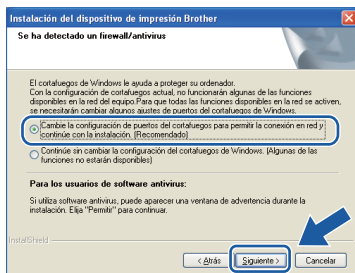 Instalación del dispositivo de impresión Brother
Se ha detectado un firewall/antivirus
El cortafuegos de Windows le ayuda a proteger su ordenador.
Con la configuración de cortafuegos actual, no funcionarán algunas de las funciones
disponibles en la red del equipo.Para que todas las funciones disponibles en la red se activen,
se necesitarán cambiar algunos ajustes de puertos del cortafuegos de Windows.
Cambie la configuración de puertos del cortafuegos para permitir la conexión en red y
continúe con la instalación. (Recomendado)
Continúe sin cambiar la configuración del cortafuegos de Windows. (Algunas de las
funciones no estarán disponibles)
Para los usuarios de software antivirus:
Si utiliza software antivirus, puede aparecer una ventana de advertencia durante la
instalación. Elija "Permitir" para continuar.
InstallShield
< Atrás Siguiente > Cancelar